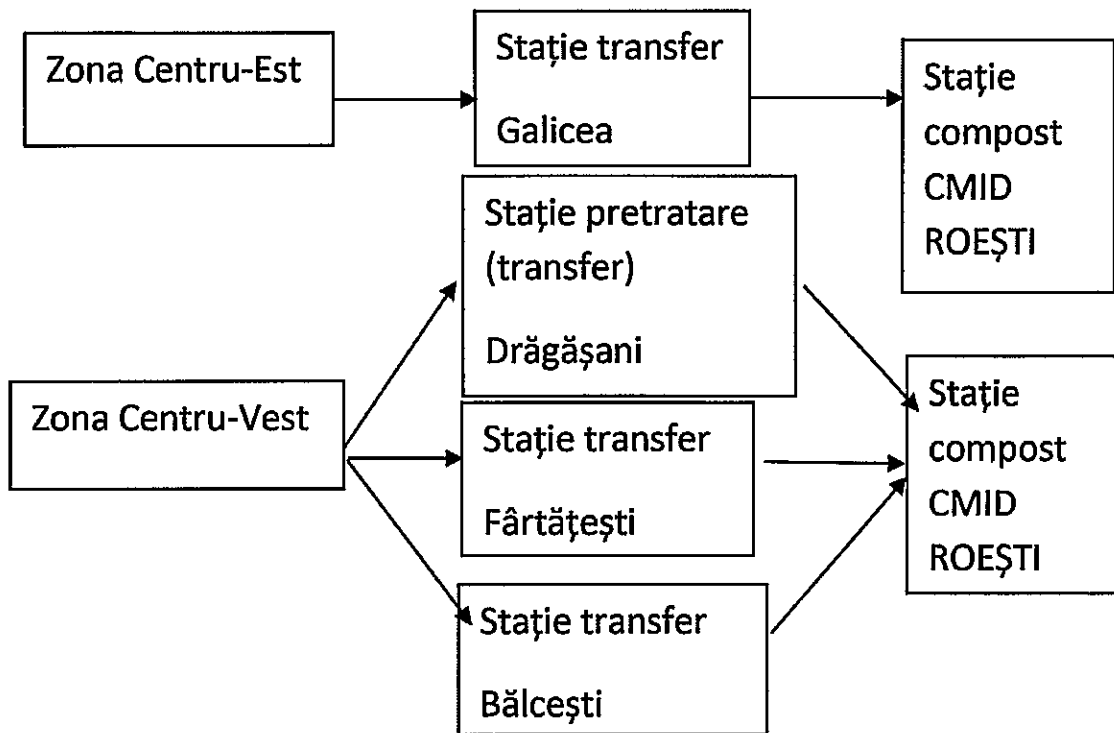 Zona Centru-Est
Stație transfer
Galicea
Stație
compost
CMID
ROEȘTI
Zona Centru-Vest
Stație pretratare
(transfer)
Drăgășani
Stație transfer
Fârtățești
Stație transfer
Bălcești
Stație
compost
CMID
ROEȘTI